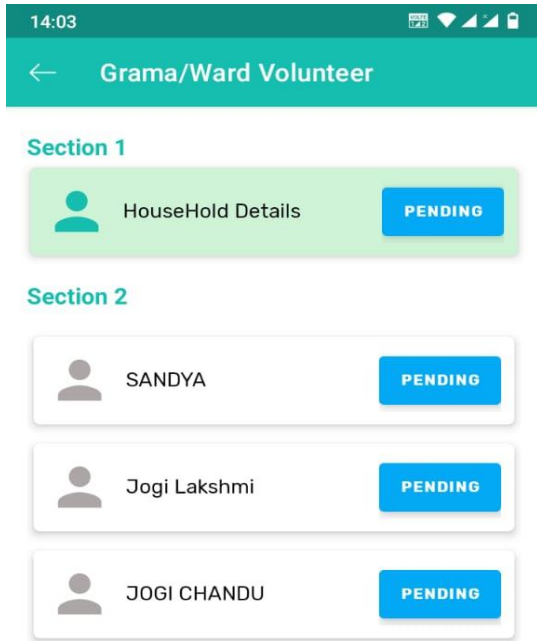 14:03
Grama/Ward Volunteer
Section 1
HouseHold Details PENDING
Section 2
SANDYA PENDING
Jogi Lakshmi PENDING
JOGI CHANDU PENDING